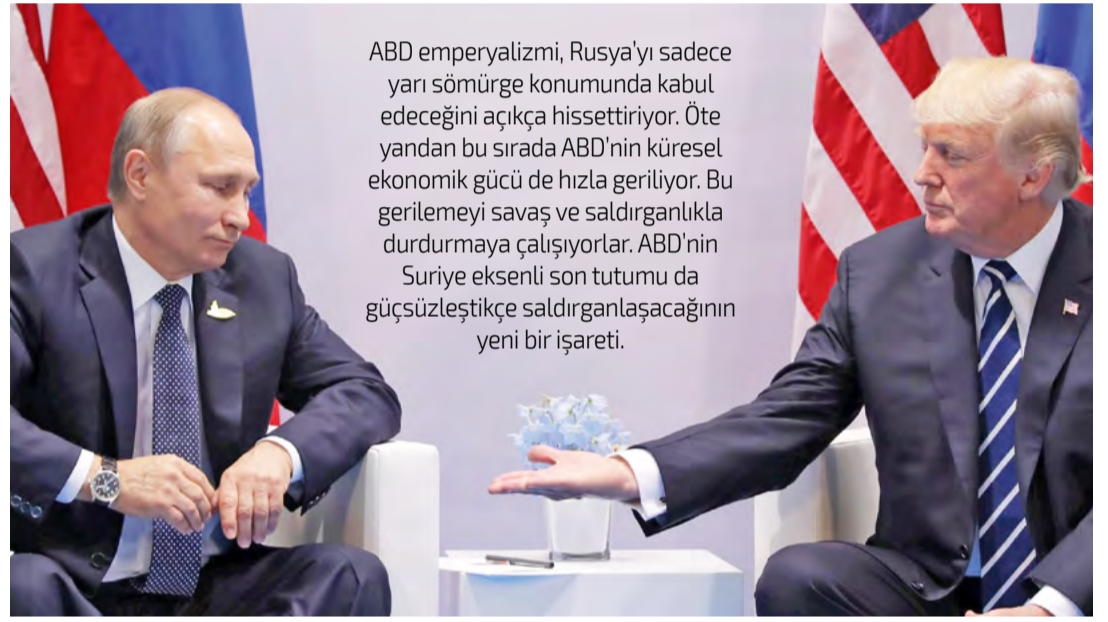 ABD emperyalizmi, Rusya'yı sadece
yarı sömürge konumunda kabul
edeceğini açıkça hissettiriyor. Öte
yandan bu sırada ABD'nin küresel
ekonomik gücü de hızla geriliyor. Bu
gerilemeyi savaş ve saldırganlıkla
durdurmaya çalışıyorlar. ABD'nin
Suriye eksenli son tutumu da
güçsüzleştikçe saldırganlaşacağının
yeni bir işareti.